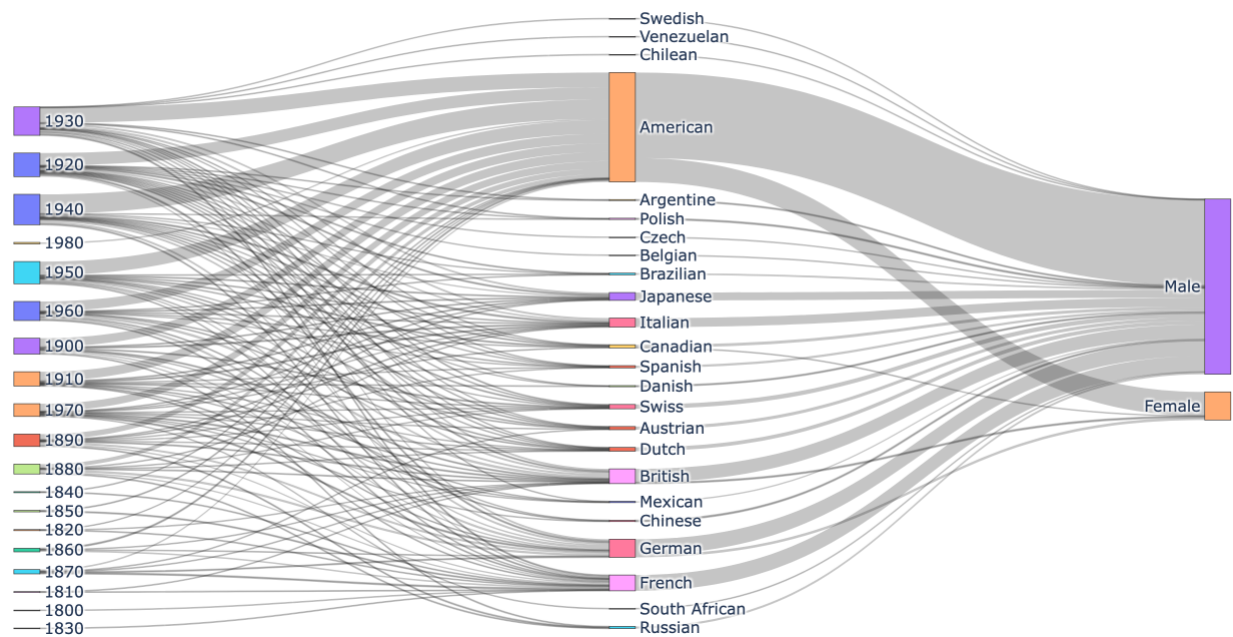 1930
1920
1940
1980
1950
1960
1900
1910
1970
1890
1880
1840
1850
1820
1860
1870
1810
1800
1830
Swedish
Venezuelan
Chilean
American
Argentine
Polish
Czech
Belgian
Brazilian
Japanese
Italian
Canadian
Spanish
Danish
Swiss
Austrian
Dutch
British
Mexican
Chinese
German
French
South African
Russian
Male
Female